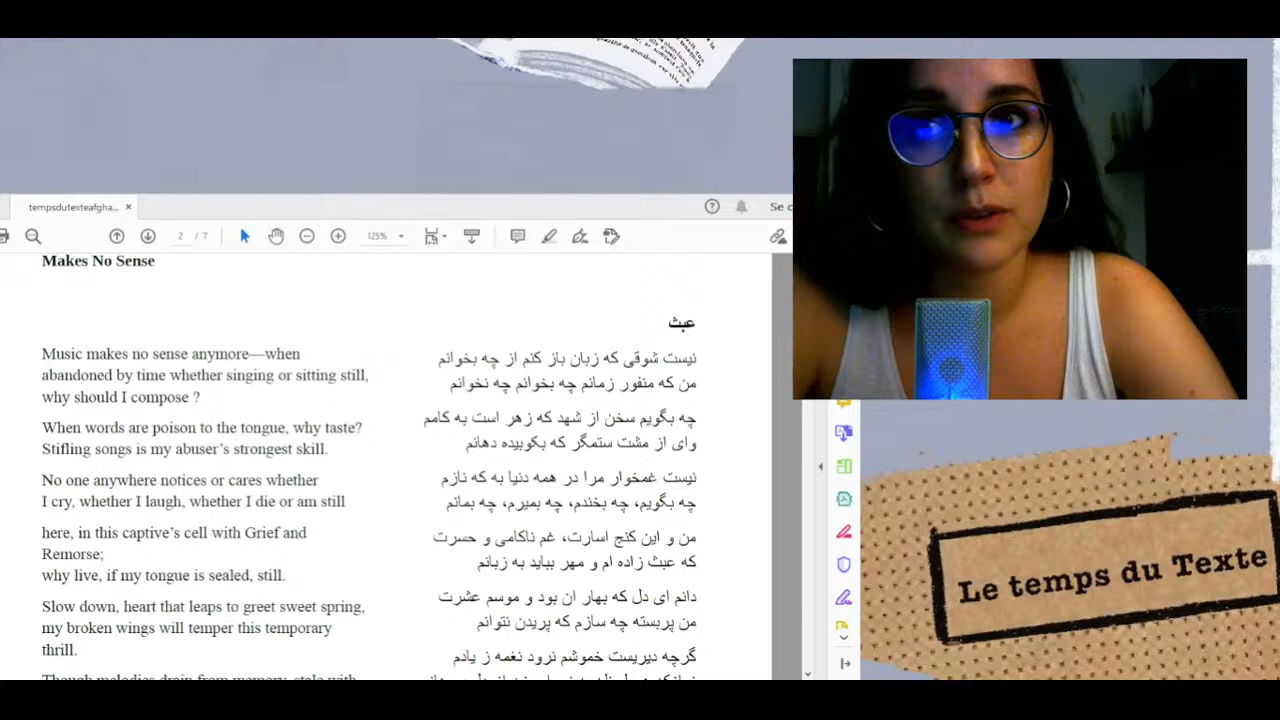 tempsdutexteafgha...
Se c
2 / 7
125%
Makes No Sense
عبث
Music makes no sense anymore—when
abandoned by time whether singing or sitting still,
why should I compose ?
When words are poison to the tongue, why taste?
Stifling songs is my abuser’s strongest skill.
No one anywhere notices or cares whether
I cry, whether I laugh, whether I die or am still
here, in this captive’s cell with Grief and
Remorse;
why live, if my tongue is sealed, still.
Slow down, heart that leaps to greet sweet spring,
my broken wings will temper this temporary
thrill.
Though melodies drain from memory, stale with
نیست شوقی که زبان باز کنم از چه بخوانم
من که منفور زمانم چه بخوانم چه نخوانم
چه بگویم سخن از شهد که زهر است به کامم
وای از مشت ستمگر که بکوبیده دهانم
نیست غمخوار مرا در همه دنیا به که نازم
چه بگویم، چه بخندم، چه بمیرم، چه بمانم
من و این کنج اسارت، غم ناکامی و حسرت
که عبث زاده ام و مهر بباید به زبانم
دانم ای دل که بهار ان بود و موسم عشرت
من پربسته چه سازم که پریدن نتوانم
گرچه دیریست خموشم نرود نغمه ز یادم
Le temps du Texte